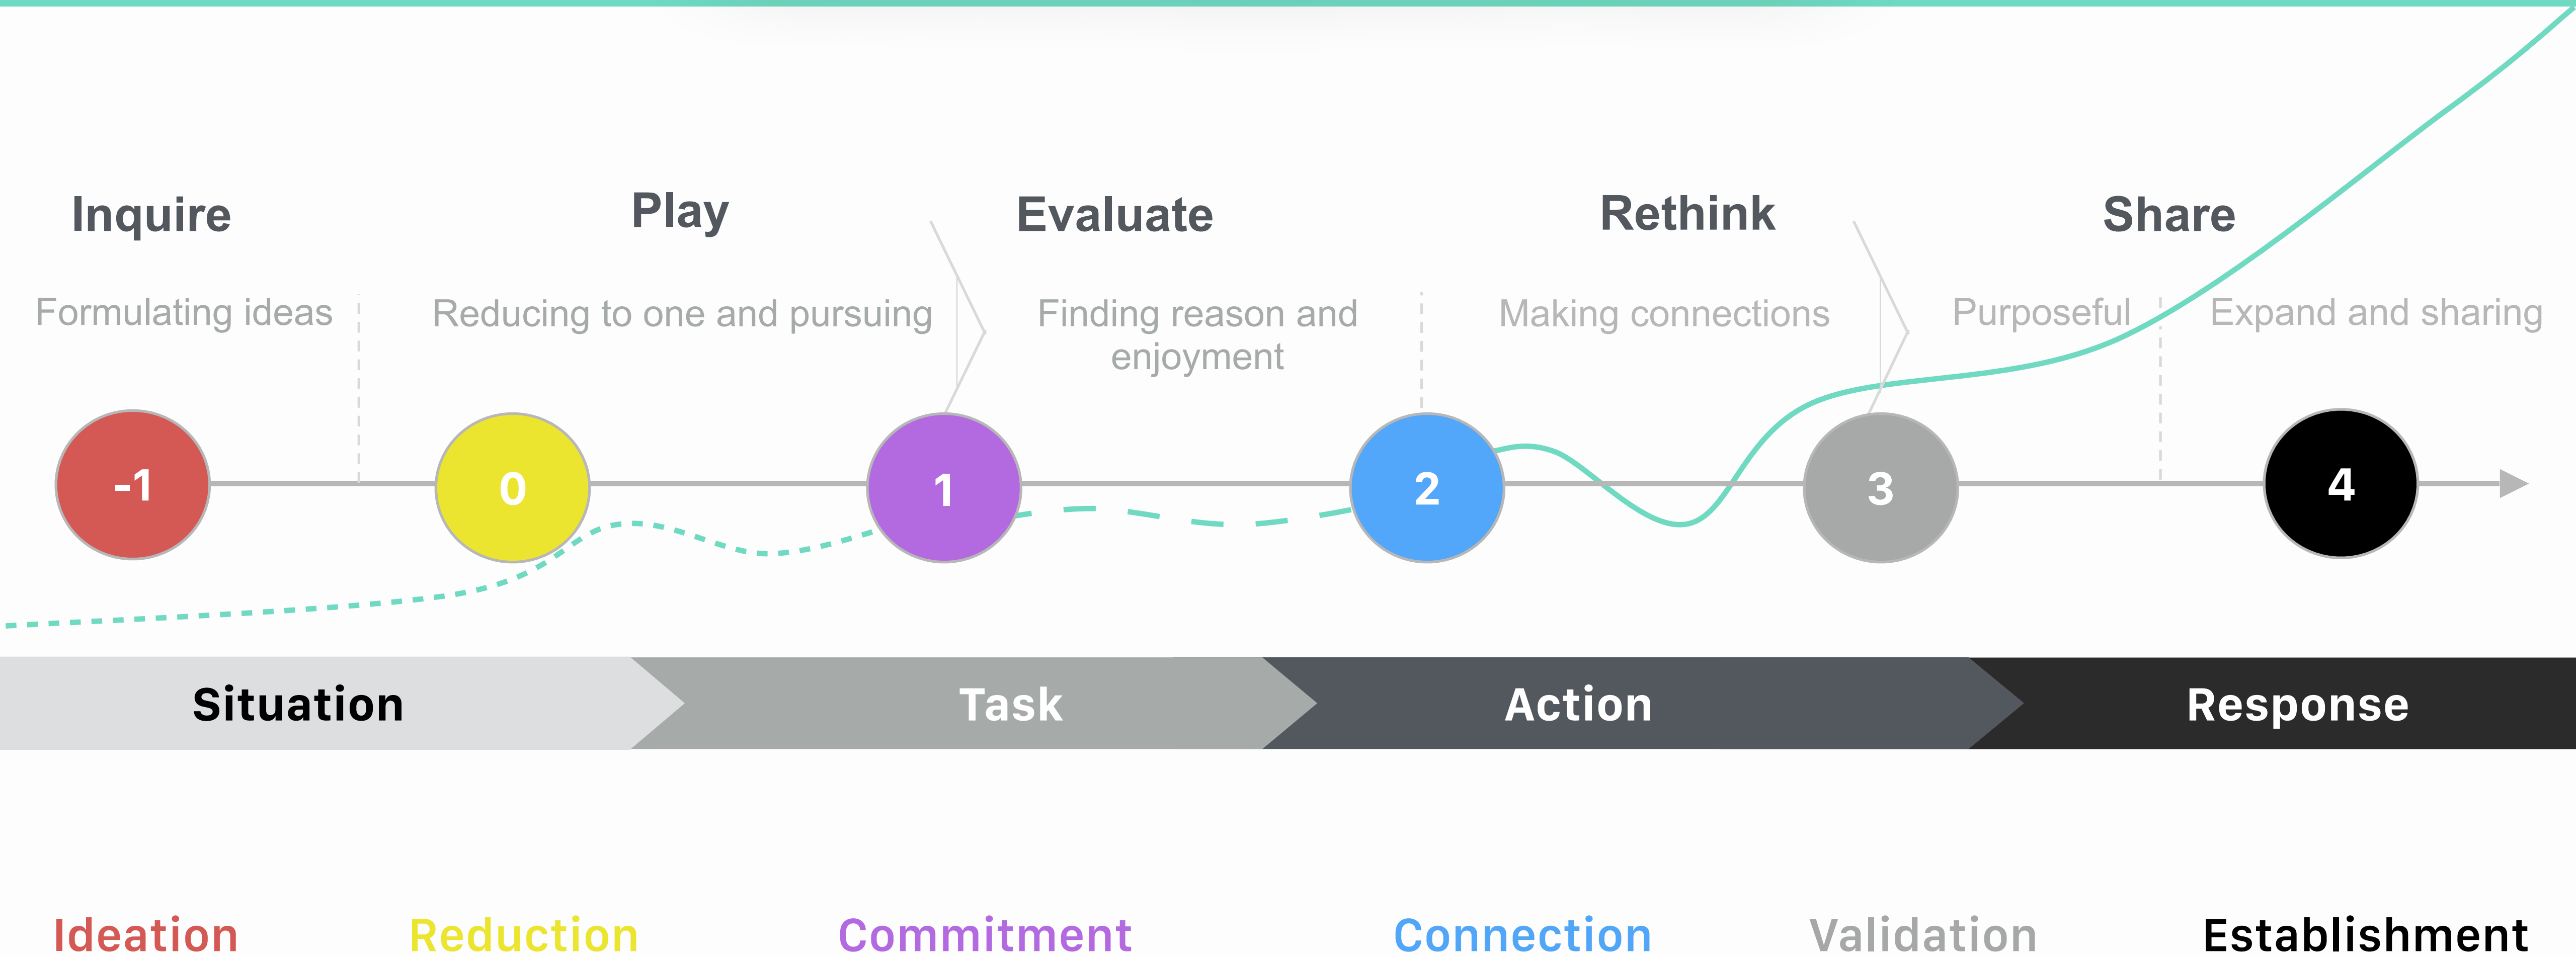 Inquire
Play
Evaluate
Rethink
Share
Formulating ideas
Reducing to one and pursuing
Finding reason and
enjoyment
Making connections
Purposeful
Expand and sharing
-1
0
1
2
3
4
Situation
Task
Action
Response
Ideation
Reduction
Commitment
Connection
Validation
Establishment